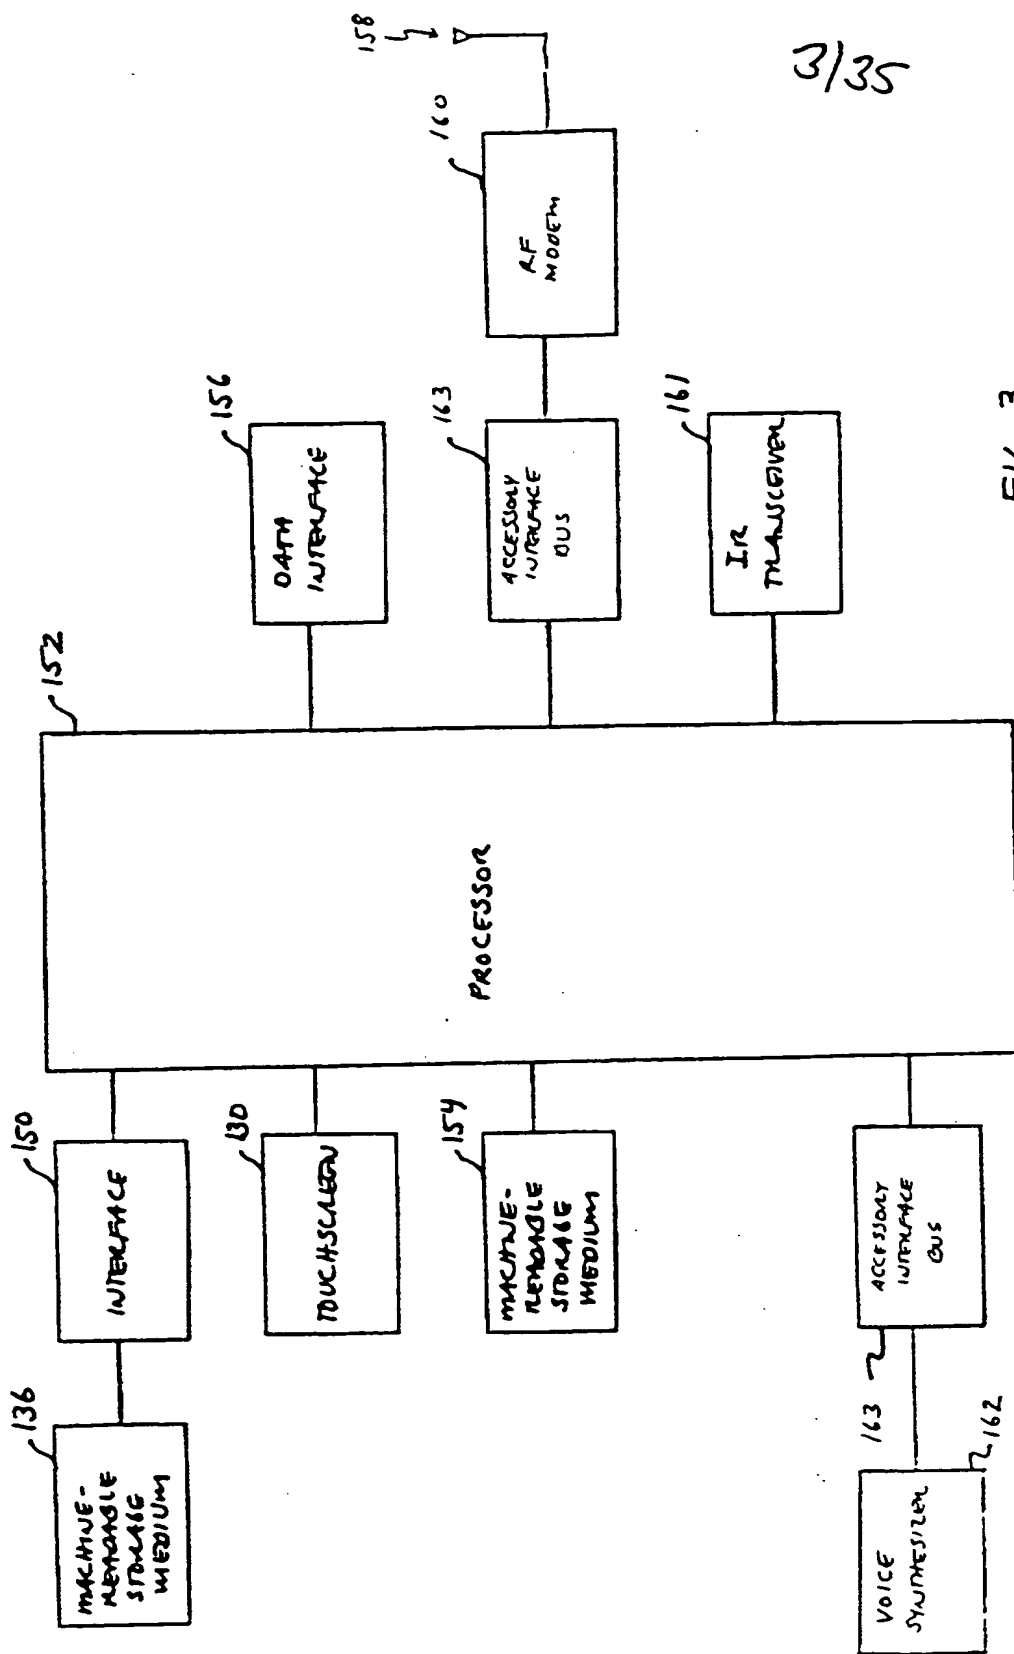 3/35
158
160
RF
MODEM
156
DATA
INTERFACE
163
ACCESSORY
INTERFACE
BUS
161
IR
TRANSCEIVER
152
PROCESSOR
150
INTERFACE
130
TOUCHSCREEN
154
MACHINE-
READABLE
STORAGE
MEDIUM
136
MACHINE-
READABLE
STORAGE
MEDIUM
ACCESSORY
INTERFACE
BUS
163
162
VOICE
SYNTHESIZER